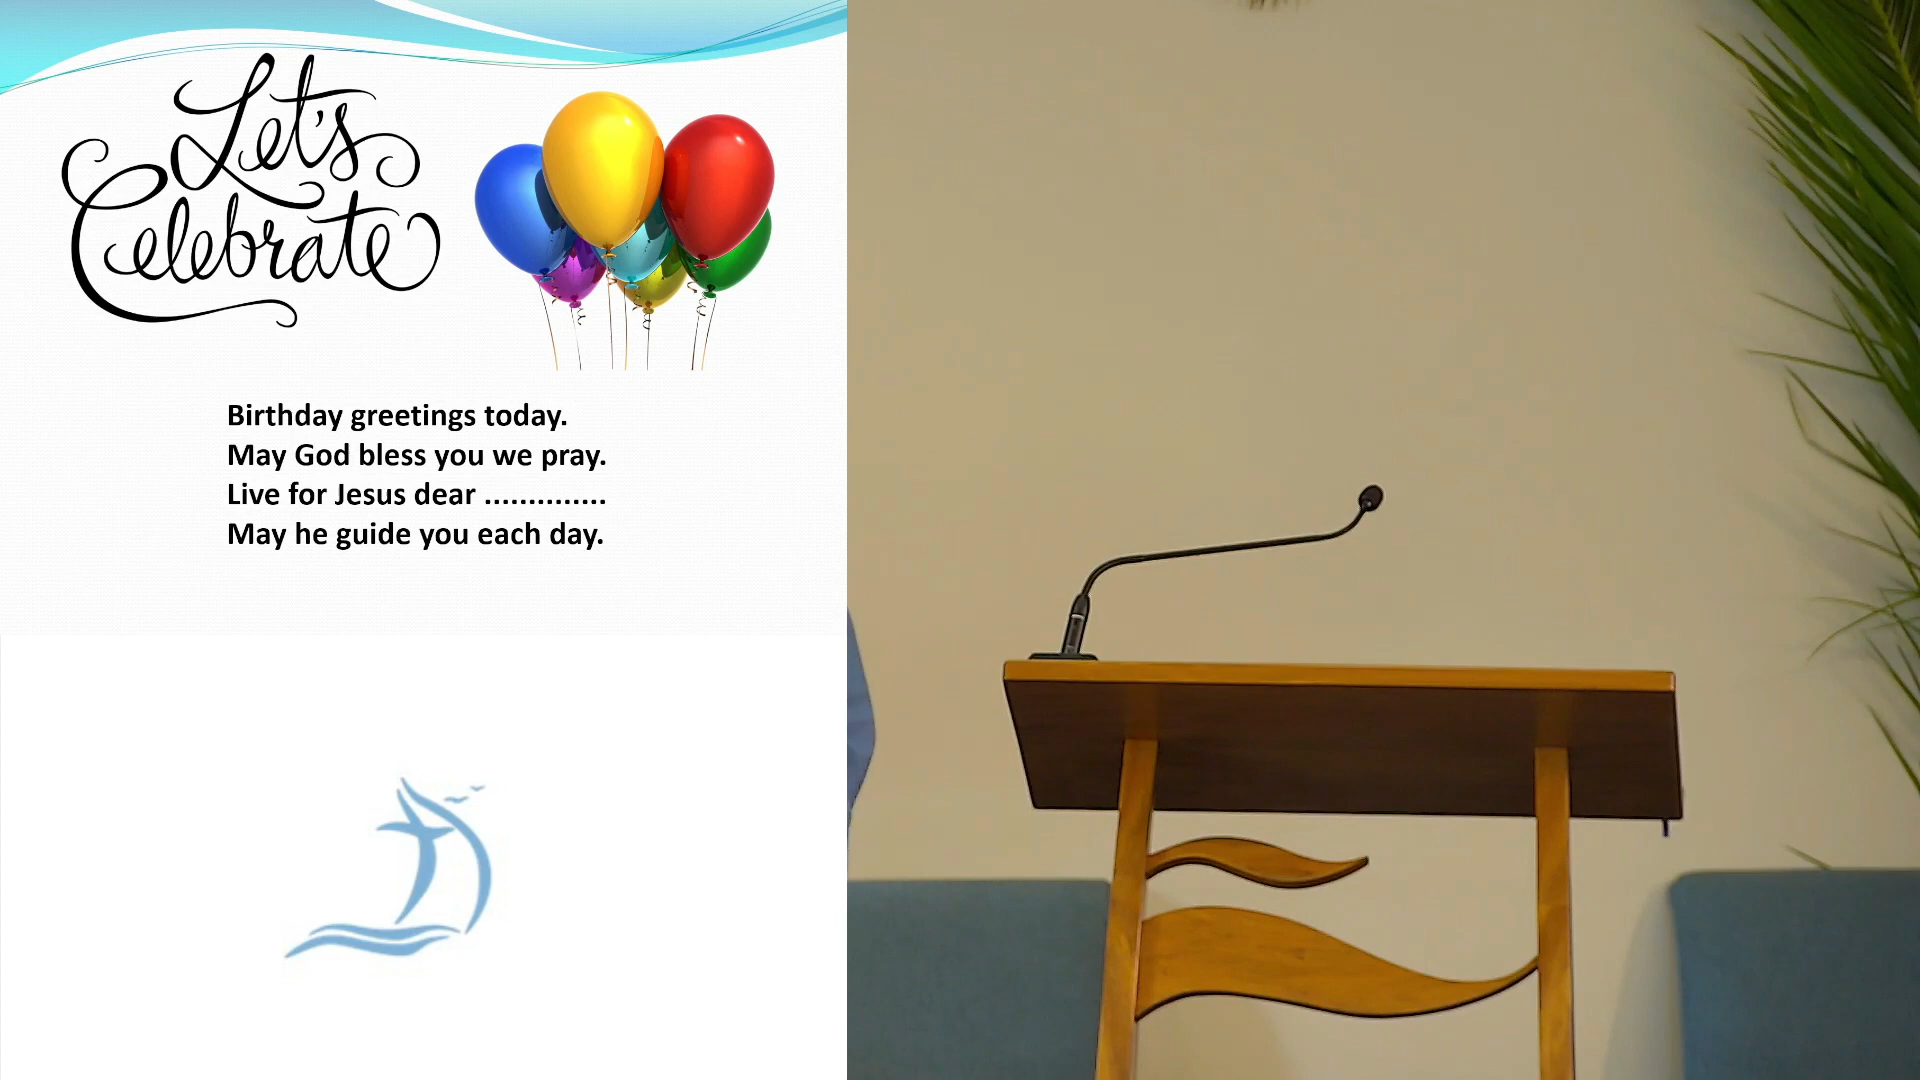 Let's
Celebrate
Birthday greetings today.
May God bless you we pray.
Live for Jesus dear ..............
May he guide you each day.